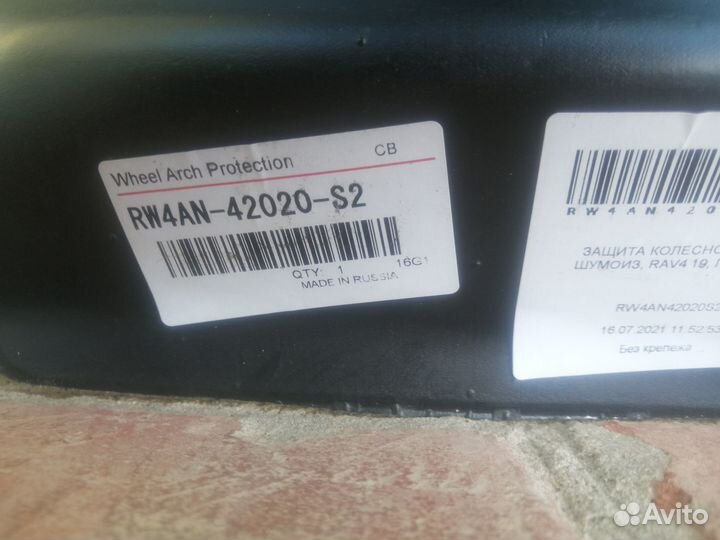 Wheel Arch Protection CB
RW4AN-42020-S2
QTY: 1 16G1
MADE IN RUSSIA
RW4AN420
ЗАЩИТА КОЛЕСНО
ШУМОИЗ, RAV4 19,
RW4AN42020S2
16.07.2021 11:52:53
Без крепежа
Avito